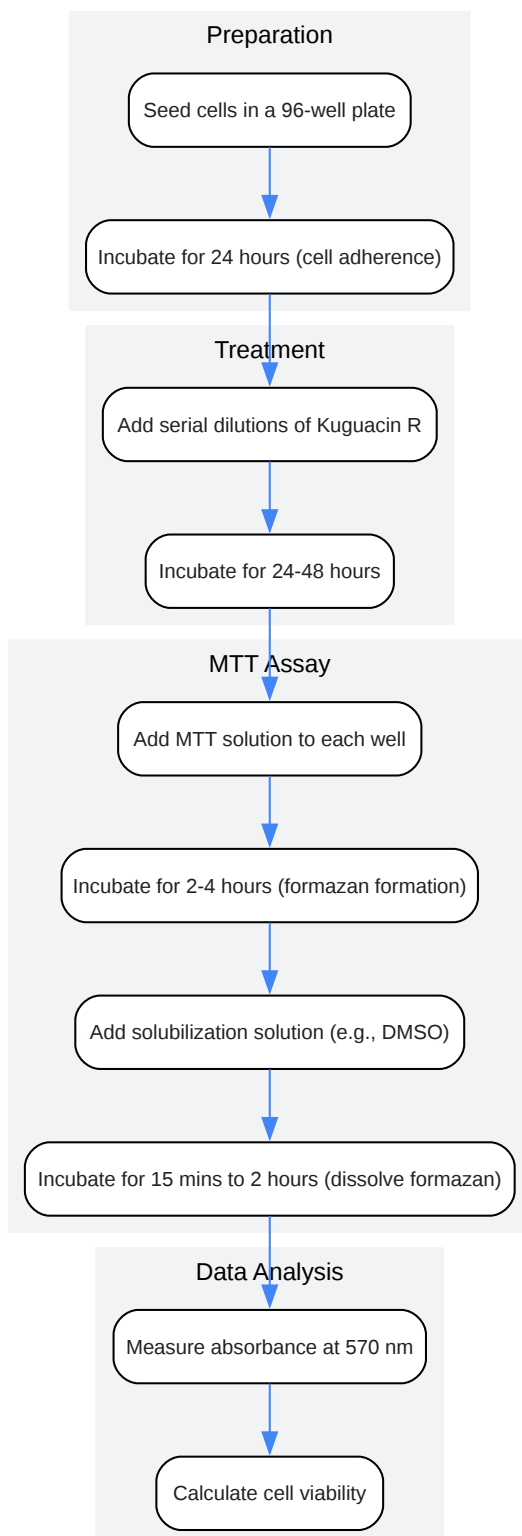 Preparation
Seed cells in a 96-well plate
Incubate for 24 hours (cell adherence)
Treatment
Add serial dilutions of Kuguacin R
Incubate for 24-48 hours
MTT Assay
Add MTT solution to each well
Incubate for 2-4 hours (formazan formation)
Add solubilization solution (e.g., DMSO)
Incubate for 15 mins to 2 hours (dissolve formazan)
Data Analysis
Measure absorbance at 570 nm
Calculate cell viability